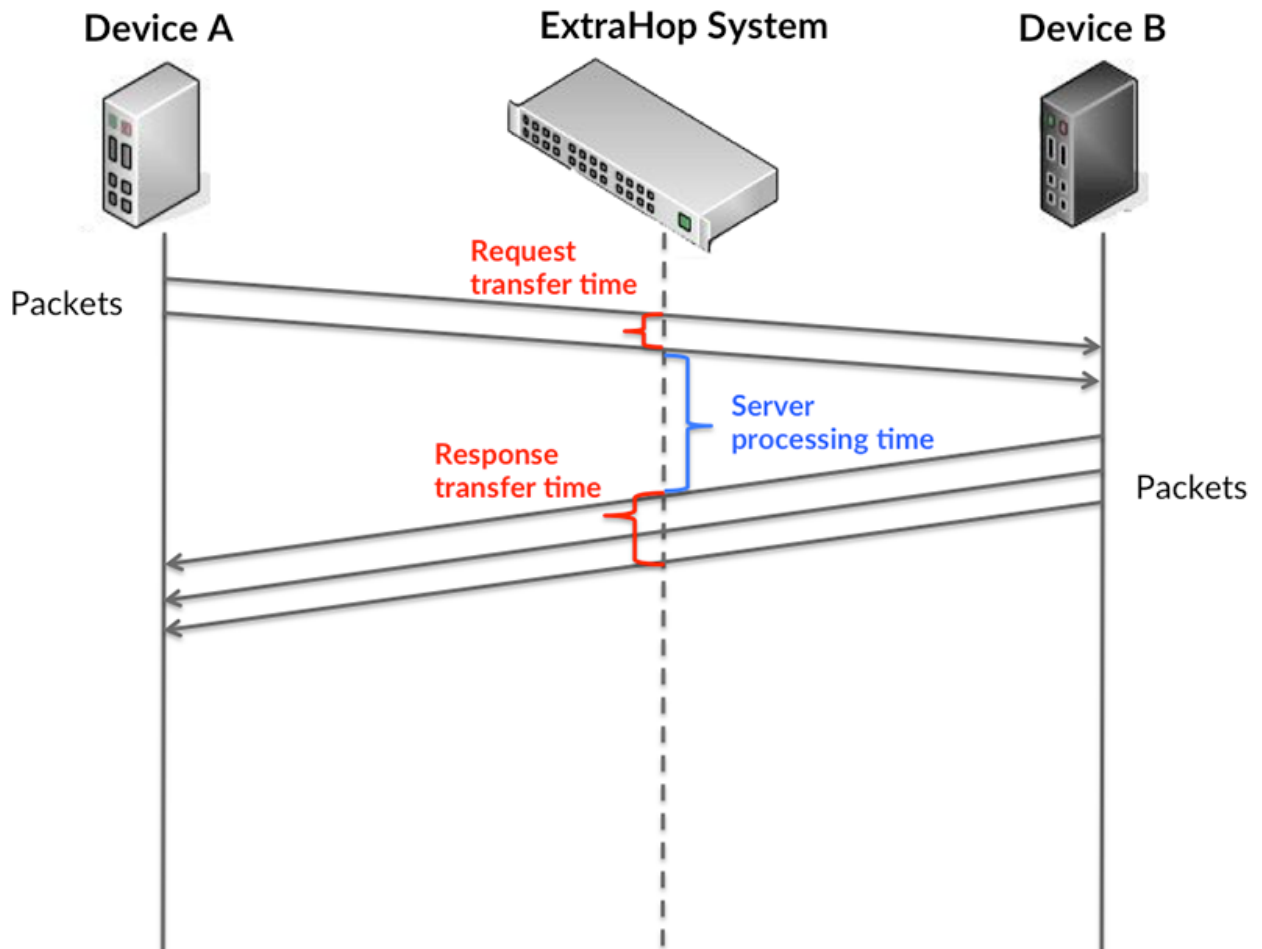 Device A
ExtraHop System
Device B
Request
transfer time
Packets
Server
processing time
Response
transfer time
Packets